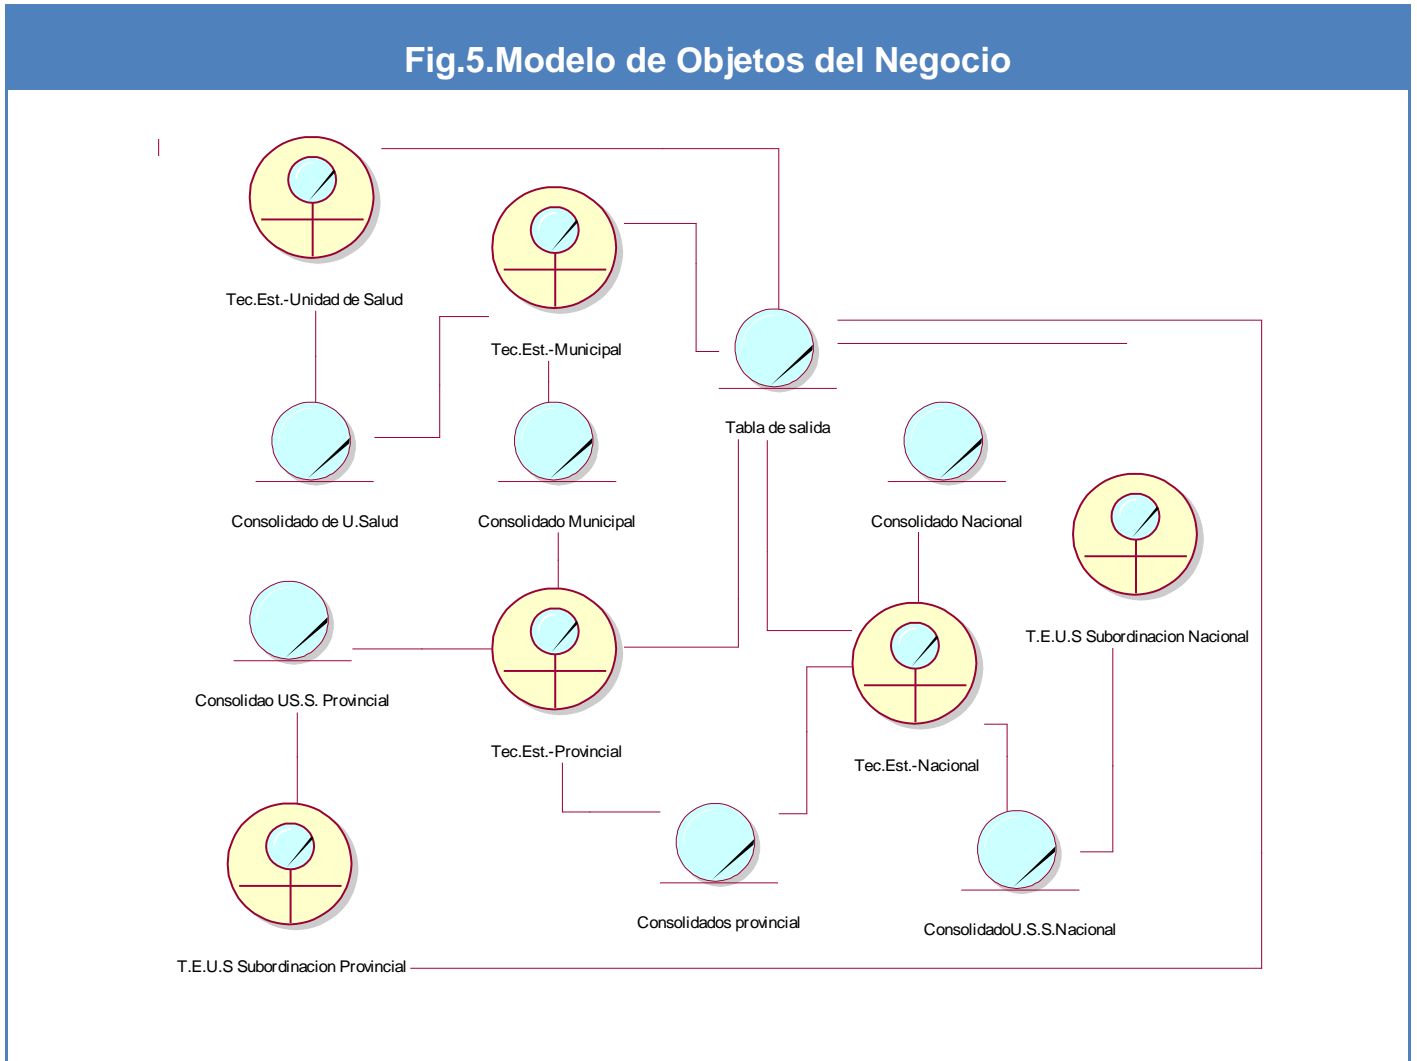 Fig.5.Modelo de Objetos del Negocio
Tec.Est.-Unidad de Salud
Tec.Est.-Municipal
Tabla de salida
Consolidado de U.Salud
Consolidado Municipal
Consolidado Nacional
T.E.U.S Subordinacion Nacional
Consolidao US.S. Provincial
Tec.Est.-Provincial
Tec.Est.-Nacional
Consolidados provincial
ConsolidadoU.S.S.Nacional
T.E.U.S Subordinacion Provincial